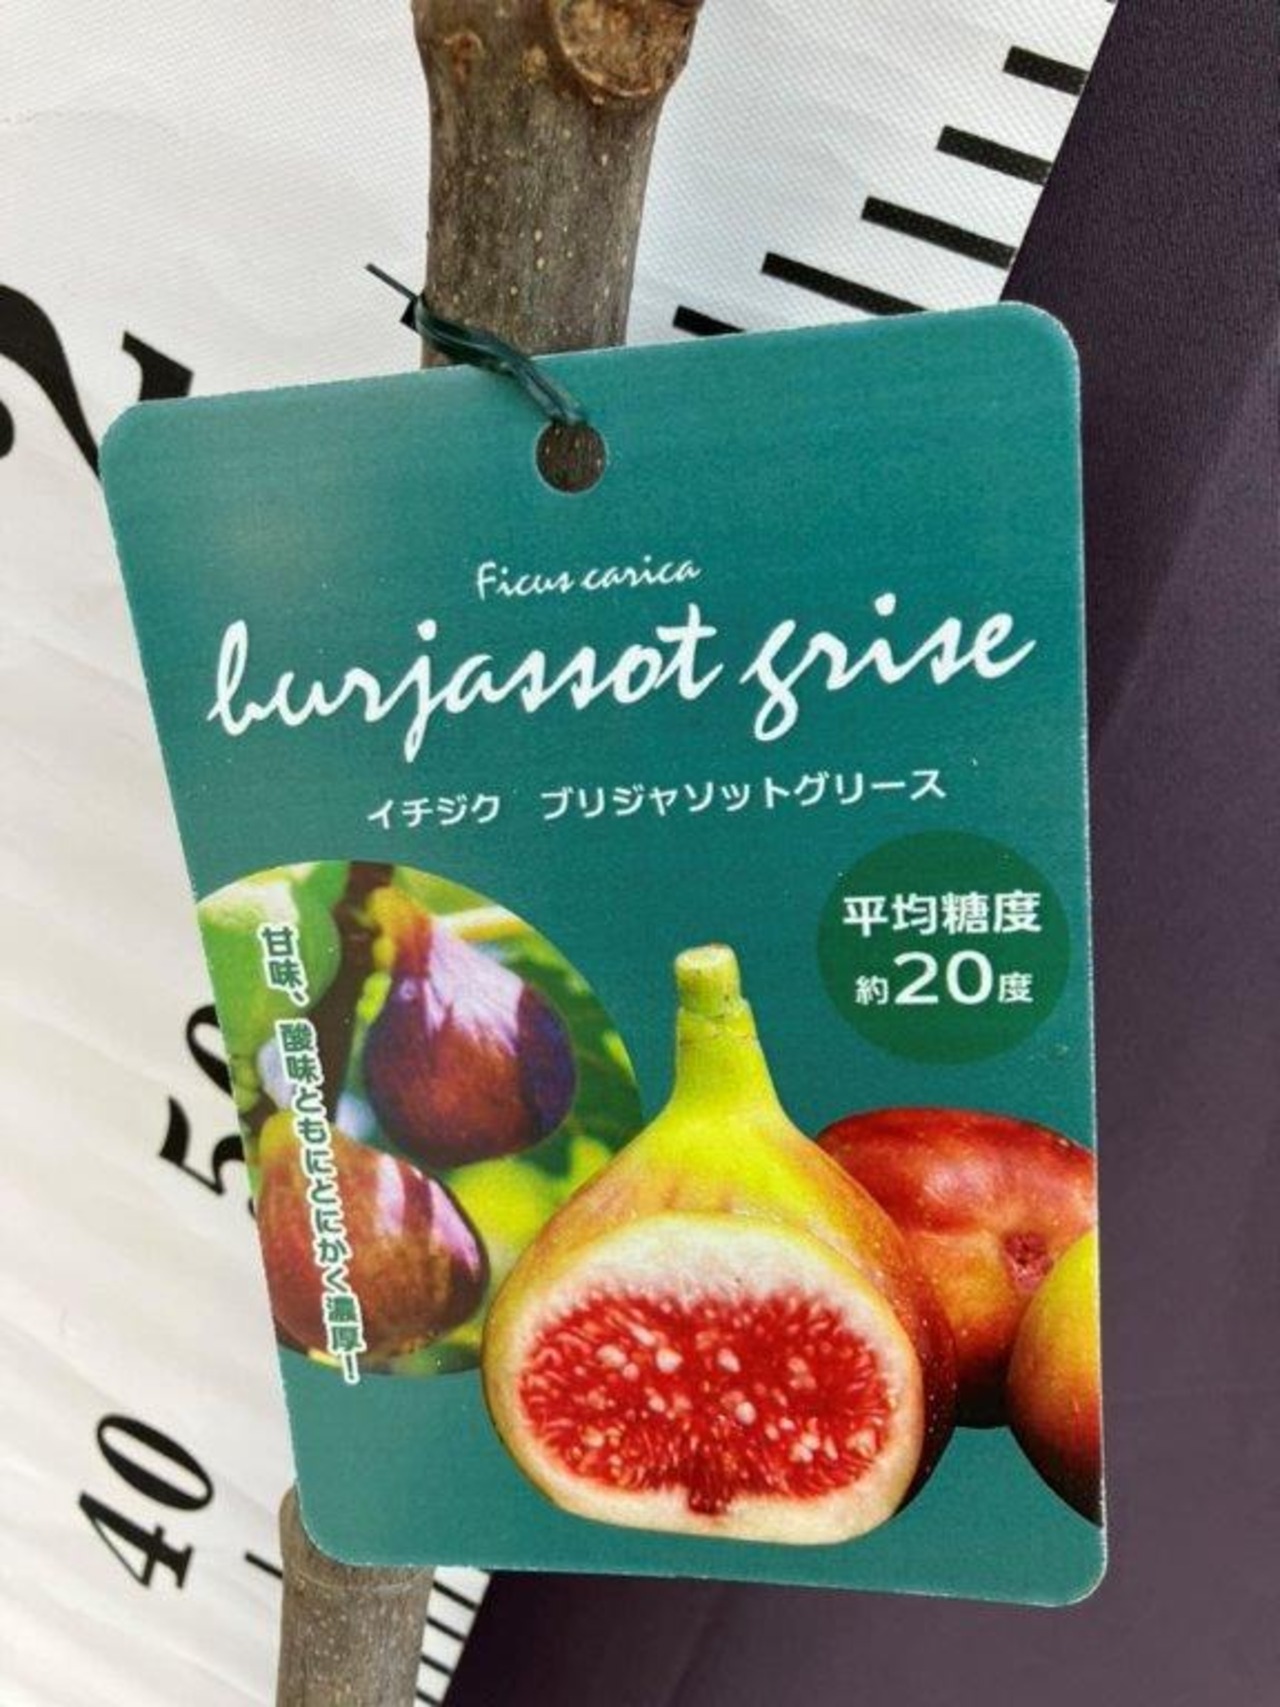 Ficus carica
burjassot grise
イチジク ブリジャソットグリース
平均糖度
約20度
甘味、酸味ともにとにかく濃厚!
50
40